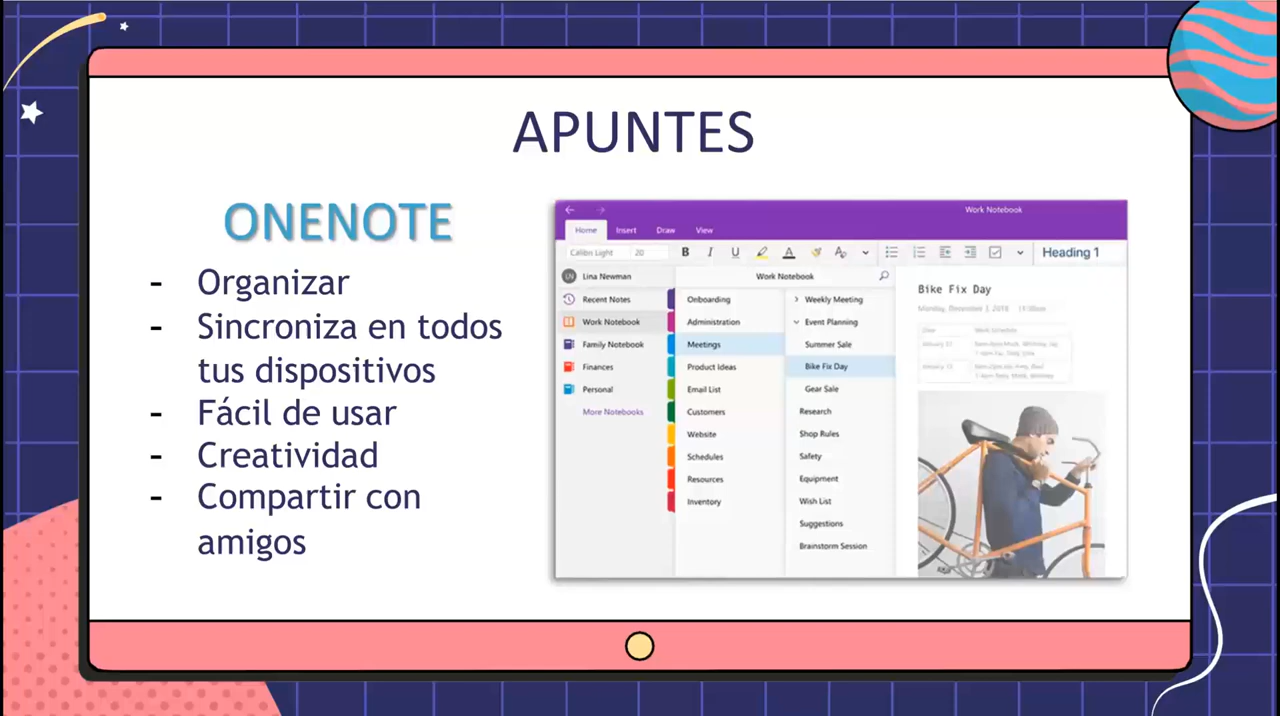 APUNTES
ONENOTE
- Organizar
- Sincroniza en todos
tus dispositivos
- Fácil de usar
- Creatividad
- Compartir con
amigos
Work Notebook
Home Insert Draw View
Calibri Light 20 B I U A Heading 1
LN Lina Newman
Recent Notes
Work Notebook
Family Notebook
Finances
Personal
More Notebooks
Work Notebook
Onboarding
Administration
Meetings
Product Ideas
Email List
Customers
Website
Schedules
Resources
Inventory
Weekly Meeting
Event Planning
Summer Sale
Bike Fix Day
Gear Sale
Research
Shop Rules
Safety
Equipment
Wish List
Suggestions
Brainstorm Session
Bike Fix Day
Date Work Schedule